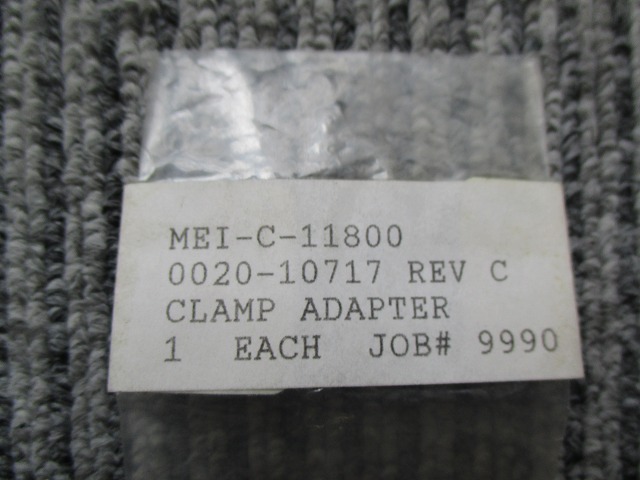 MEI-C-11800
0020-10717 REV C
CLAMP ADAPTER
1 EACH JOB# 9990